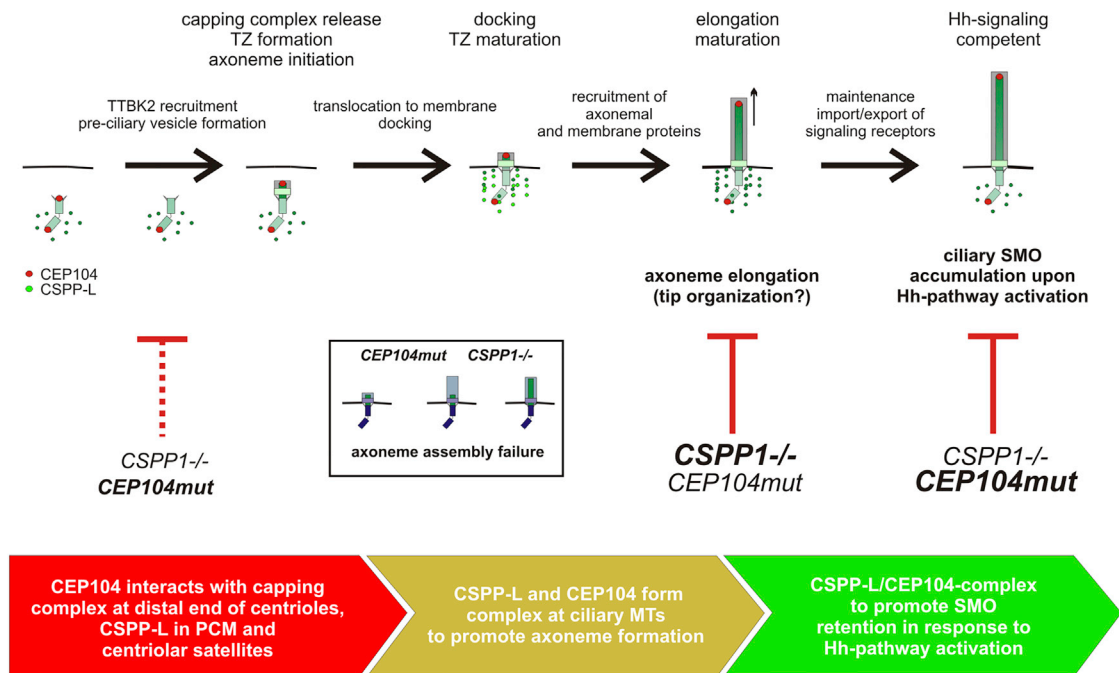 capping complex release
TZ formation
axoneme initiation
docking
TZ maturation
elongation
maturation
Hh-signaling
competent
TTBK2 recruitment
pre-ciliary vesicle formation
translocation to membrane
docking
recruitment of
axonemal
and membrane proteins
maintenance
import/export of
signaling receptors
CEP104
CSPP-L
axoneme elongation
(tip organization?)
ciliary SMO
accumulation upon
Hh-pathway activation
CEP104mut CSPP1-/-
axoneme assembly failure
CSPP1-/-
CEP104mut
CSPP1-/-
CEP104mut
CSPP1-/-
CEP104mut
CEP104 interacts with capping
complex at distal end of centrioles,
CSPP-L in PCM and
centriolar satellites
CSPP-L and CEP104 form
complex at ciliary MTs
to promote axoneme formation
CSPP-L/CEP104-complex
to promote SMO
retention in response to
Hh-pathway activation